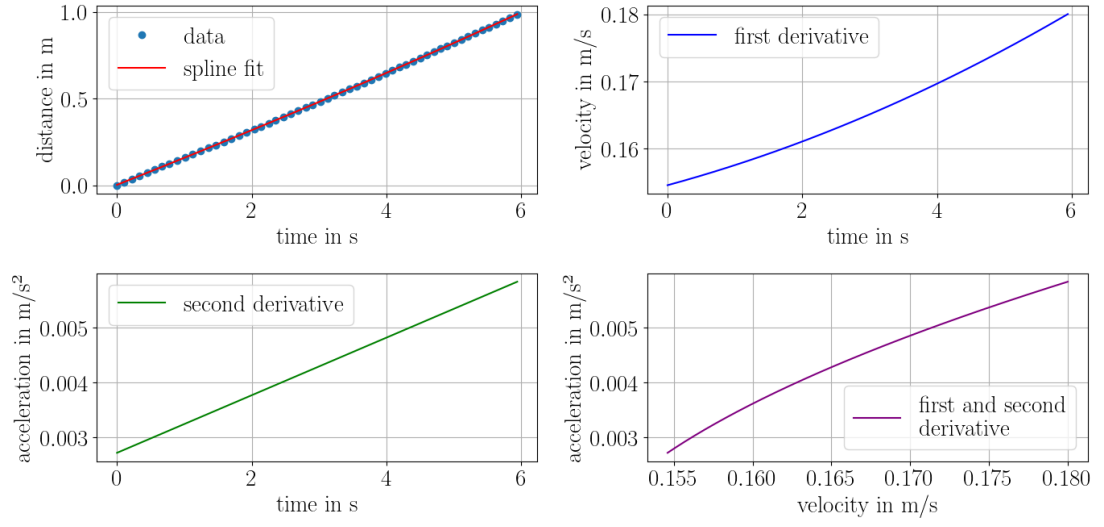 1.0
0.5
0.0
distance in m
data
spline fit
0 2 4 6
time in s
0.18
0.17
0.16
velocity in m/s
first derivative
0 2 4 6
time in s
0.005
0.004
0.003
acceleration in m/s²
second derivative
0 2 4 6
time in s
0.005
0.004
0.003
acceleration in m/s²
first and second
derivative
0.155 0.160 0.165 0.170 0.175 0.180
velocity in m/s